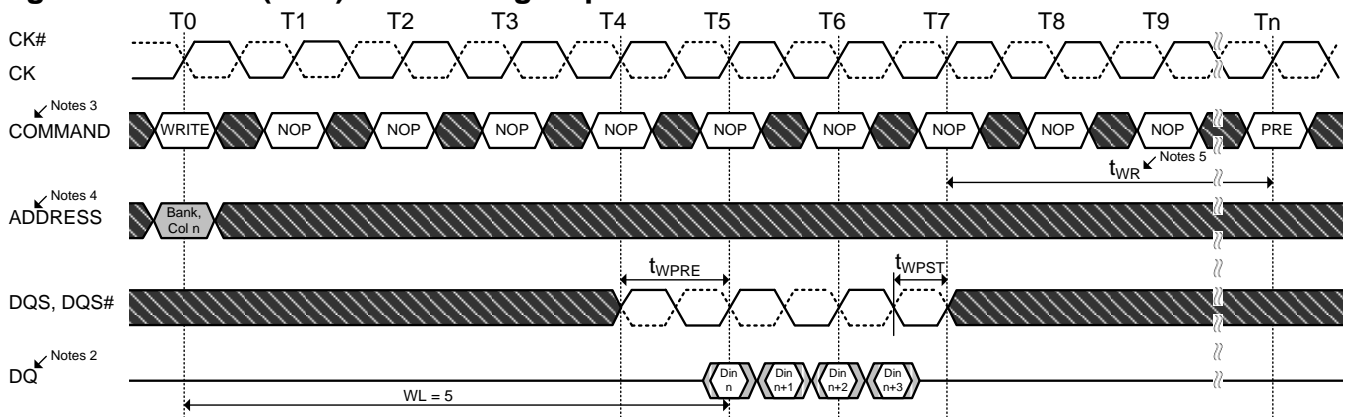 T0 T1 T2 T3 T4 T5 T6 T7 T8 T9 Tn
CK#
CK
Notes 3
COMMAND WRITE NOP NOP NOP NOP NOP NOP NOP NOP NOP PRE
tWR Notes 5
Notes 4
ADDRESS
Bank,
Col n
tWPRE tWPST
DQS, DQS#
Notes 2
DQ
Din Din Din Din
n n+1 n+2 n+3
WL = 5